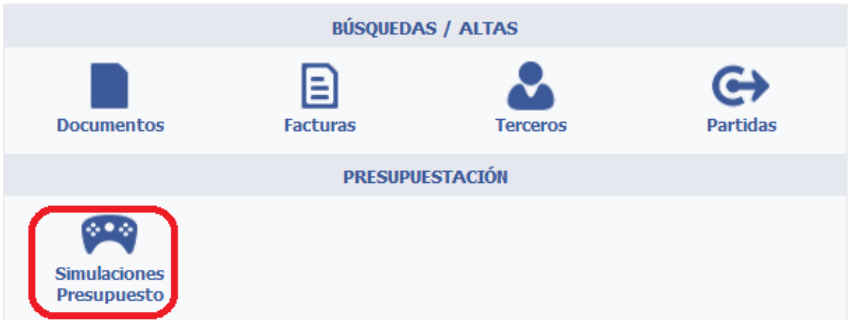 BÚSQUEDAS / ALTAS
Documentos
Facturas
Terceros
Partidas
PRESUPUESTACIÓN
Simulaciones
Presupuesto